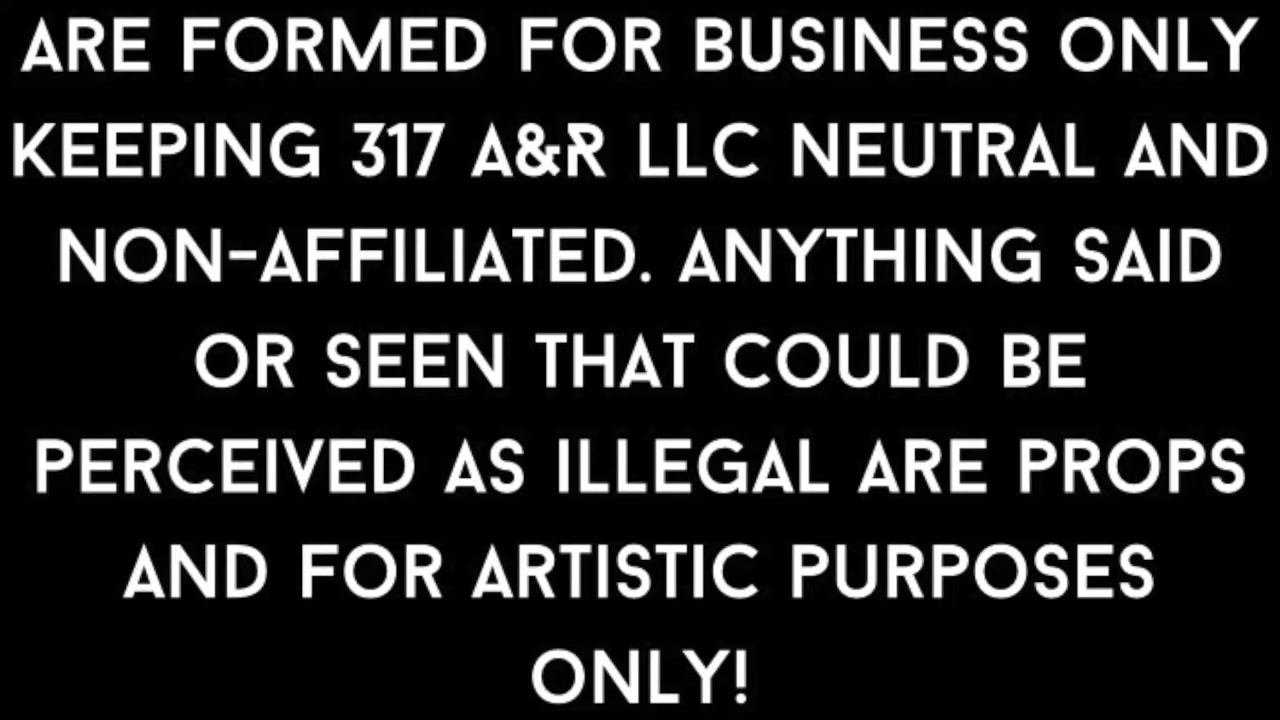 ARE FORMED FOR BUSINESS ONLY
KEEPING 317 A&R LLC NEUTRAL AND
NON-AFFILIATED. ANYTHING SAID
OR SEEN THAT COULD BE
PERCEIVED AS ILLEGAL ARE PROPS
AND FOR ARTISTIC PURPOSES
ONLY!